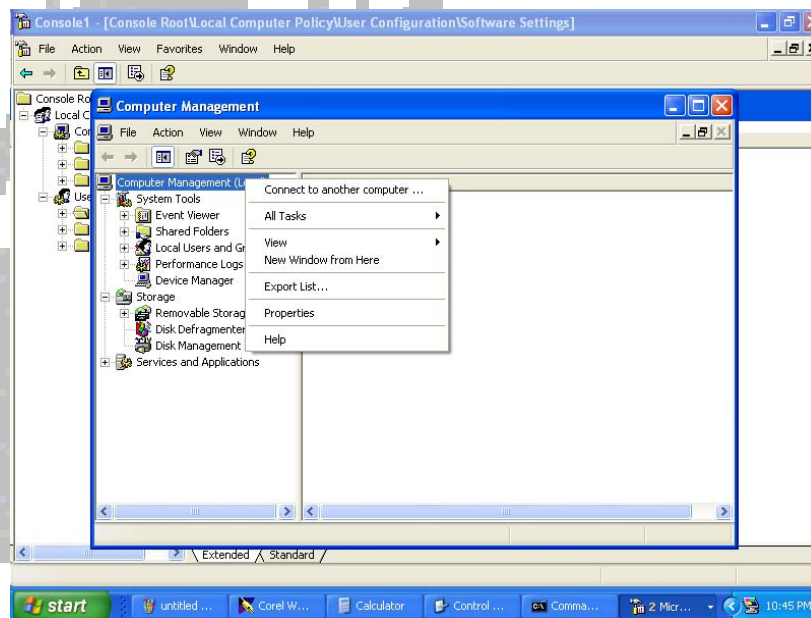 Console1 - [Console Root\Local Computer Policy\User Configuration\Software Settings]
File Action View Favorites Window Help
Console Ro
Local C
Cor
Use
Computer Management
File Action View Window Help
Computer Management (L
System Tools
Event Viewer
Shared Folders
Local Users and Gr
Performance Logs
Device Manager
Storage
Removable Storag
Disk Defragmenter
Disk Management
Services and Applications
Connect to another computer ...
All Tasks
View
New Window from Here
Export List...
Properties
Help
Extended Standard
start untitled ... Corel W... Calculator Control ... Comma... 2 Micr... 10:45 PM